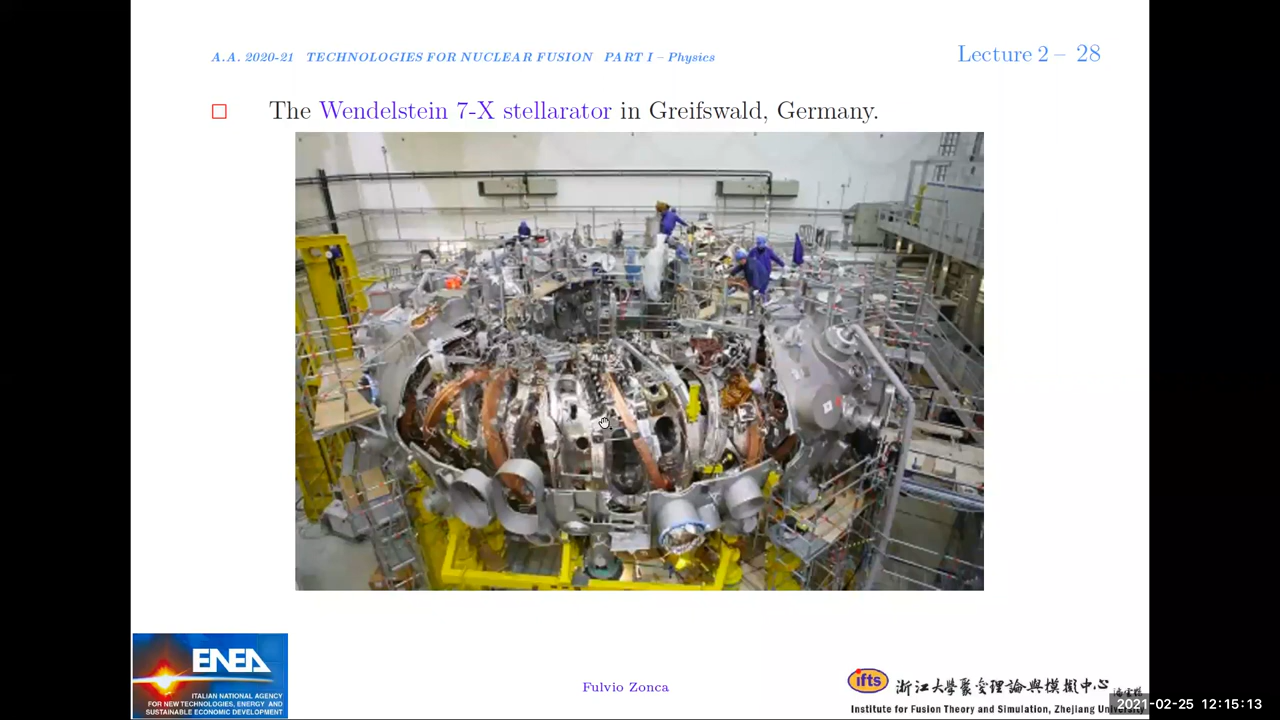 A.A. 2020-21 TECHNOLOGIES FOR NUCLEAR FUSION PART I – Physics
Lecture 2 – 28
The Wendelstein 7-X stellarator in Greifswald, Germany.
ENEA
ITALIAN NATIONAL AGENCY
FOR NEW TECHNOLOGIES, ENERGY AND
SUSTAINABLE ECONOMIC DEVELOPMENT
Fulvio Zonca
ifts
浙江大學聚變理論與模擬中心
Institute for Fusion Theory and Simulation, Zhejiang University
2021-02-25 12:15:13